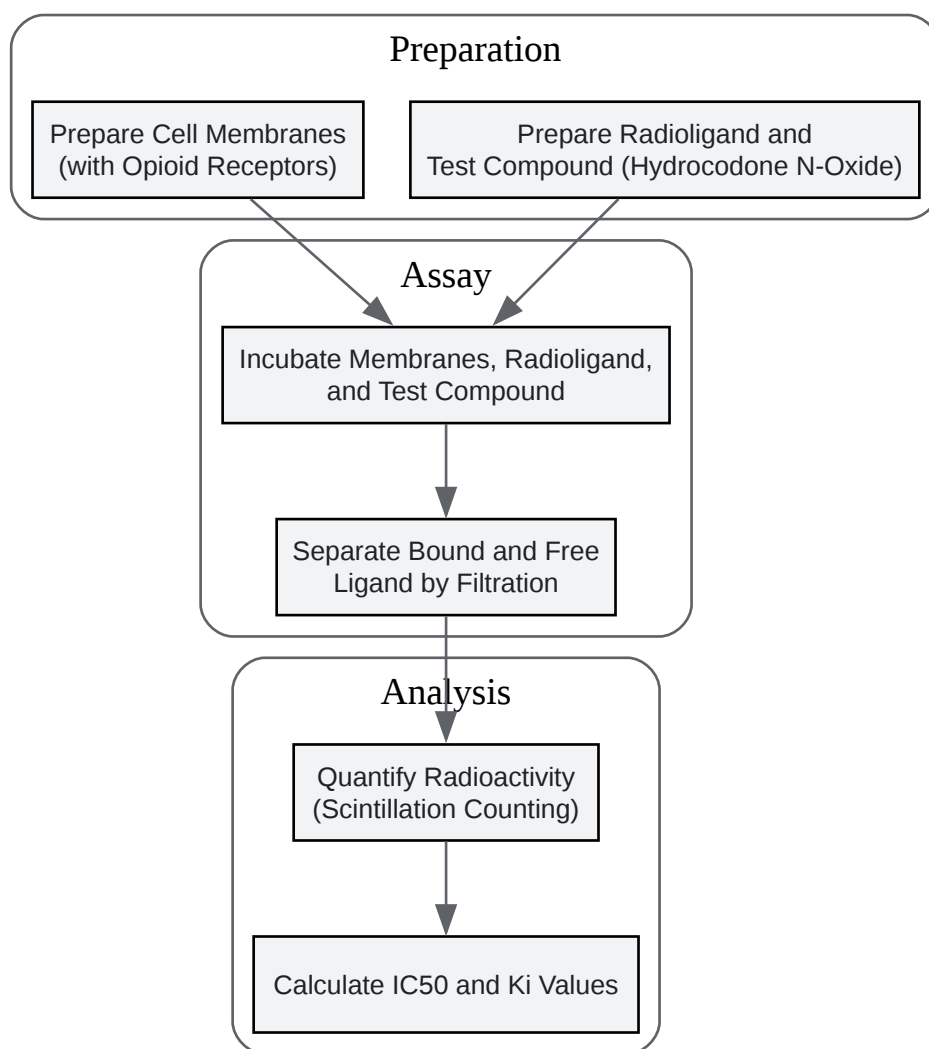 Preparation
Prepare Cell Membranes
(with Opioid Receptors)
Prepare Radioligand and
Test Compound (Hydrocodone N-Oxide)
Assay
Incubate Membranes, Radioligand,
and Test Compound
Separate Bound and Free
Ligand by Filtration
Analysis
Quantify Radioactivity
(Scintillation Counting)
Calculate IC50 and Ki Values